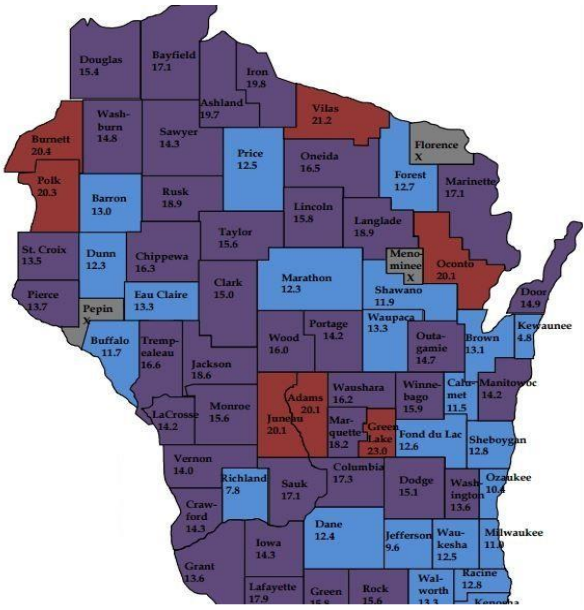 Douglas
15.4
Bayfield
17.1
Iron
19.8
Ashland
19.7
Vilas
21.2
Wash-
burn
14.8
Sawyer
14.3
Burnett
20.4
Price
12.5
Oneida
16.5
Florence
X
Forest
12.7
Marinette
17.1
Polk
20.3
Barron
13.0
Rusk
18.9
Lincoln
15.8
Langlade
18.9
Taylor
15.6
St. Croix
13.5
Dunn
12.3
Chippewa
16.3
Meno-
minee
X
Oconto
20.1
Marathon
12.3
Clark
15.0
Shawano
11.9
Door
14.9
Pierce
13.7
Pepin
X
Eau Claire
13.3
Buffalo
11.7
Tremp-
ealeau
16.6
Jackson
18.6
Wood
16.0
Portage
14.2
Waupaca
13.3
Outa-
gamie
14.7
Brown
13.1
Kewaunee
4.8
LaCrosse
14.2
Monroe
15.6
Juneau
20.1
Adams
20.1
Waushara
16.2
Winne-
bago
15.9
Calu-
met
11.5
Manitowoc
14.2
Mar-
quette
18.2
Green
Lake
23.0
Fond du Lac
12.6
Sheboygan
12.8
Vernon
14.0
Richland
7.8
Sauk
17.1
Columbia
17.3
Dodge
15.1
Wash-
ington
13.6
Ozaukee
10.4
Craw-
ford
14.3
Iowa
14.3
Dane
12.4
Jefferson
9.6
Wau-
kesha
12.5
Milwaukee
11.0
Grant
13.6
Lafayette
17.9
Green
15.8
Rock
15.6
Wal-
worth
13.3
Racine
12.8
Kenosha